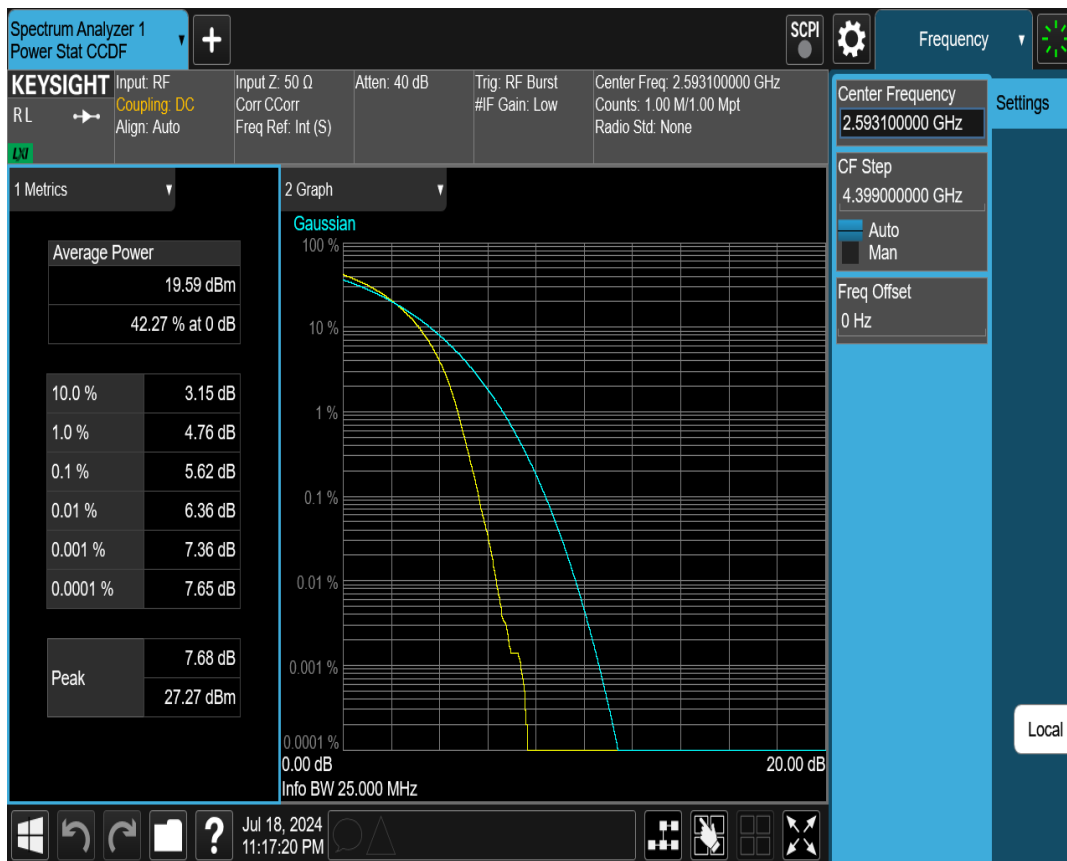 Spectrum Analyzer 1
Power Stat CCDF
SCPI
Frequency
KEYSIGHT
RL
LXI
Input: RF
Coupling: DC
Align: Auto
Input Z: 50 Ω
Corr CCorr
Freq Ref: Int (S)
Atten: 40 dB
Trig: RF Burst
#IF Gain: Low
Center Freq: 2.593100000 GHz
Counts: 1.00 M/1.00 Mpt
Radio Std: None
Center Frequency
2.593100000 GHz
Settings
CF Step
4.399000000 GHz
Auto
Man
Freq Offset
0 Hz
1 Metrics
Average Power
19.59 dBm
42.27 % at 0 dB
10.0 % 3.15 dB
1.0 % 4.76 dB
0.1 % 5.62 dB
0.01 % 6.36 dB
0.001 % 7.36 dB
0.0001 % 7.65 dB
Peak 7.68 dB
27.27 dBm
2 Graph
Gaussian
100 %
10 %
1 %
0.1 %
0.01 %
0.001 %
0.0001 %
0.00 dB 20.00 dB
Info BW 25.000 MHz
Local
?
Jul 18, 2024
11:17:20 PM